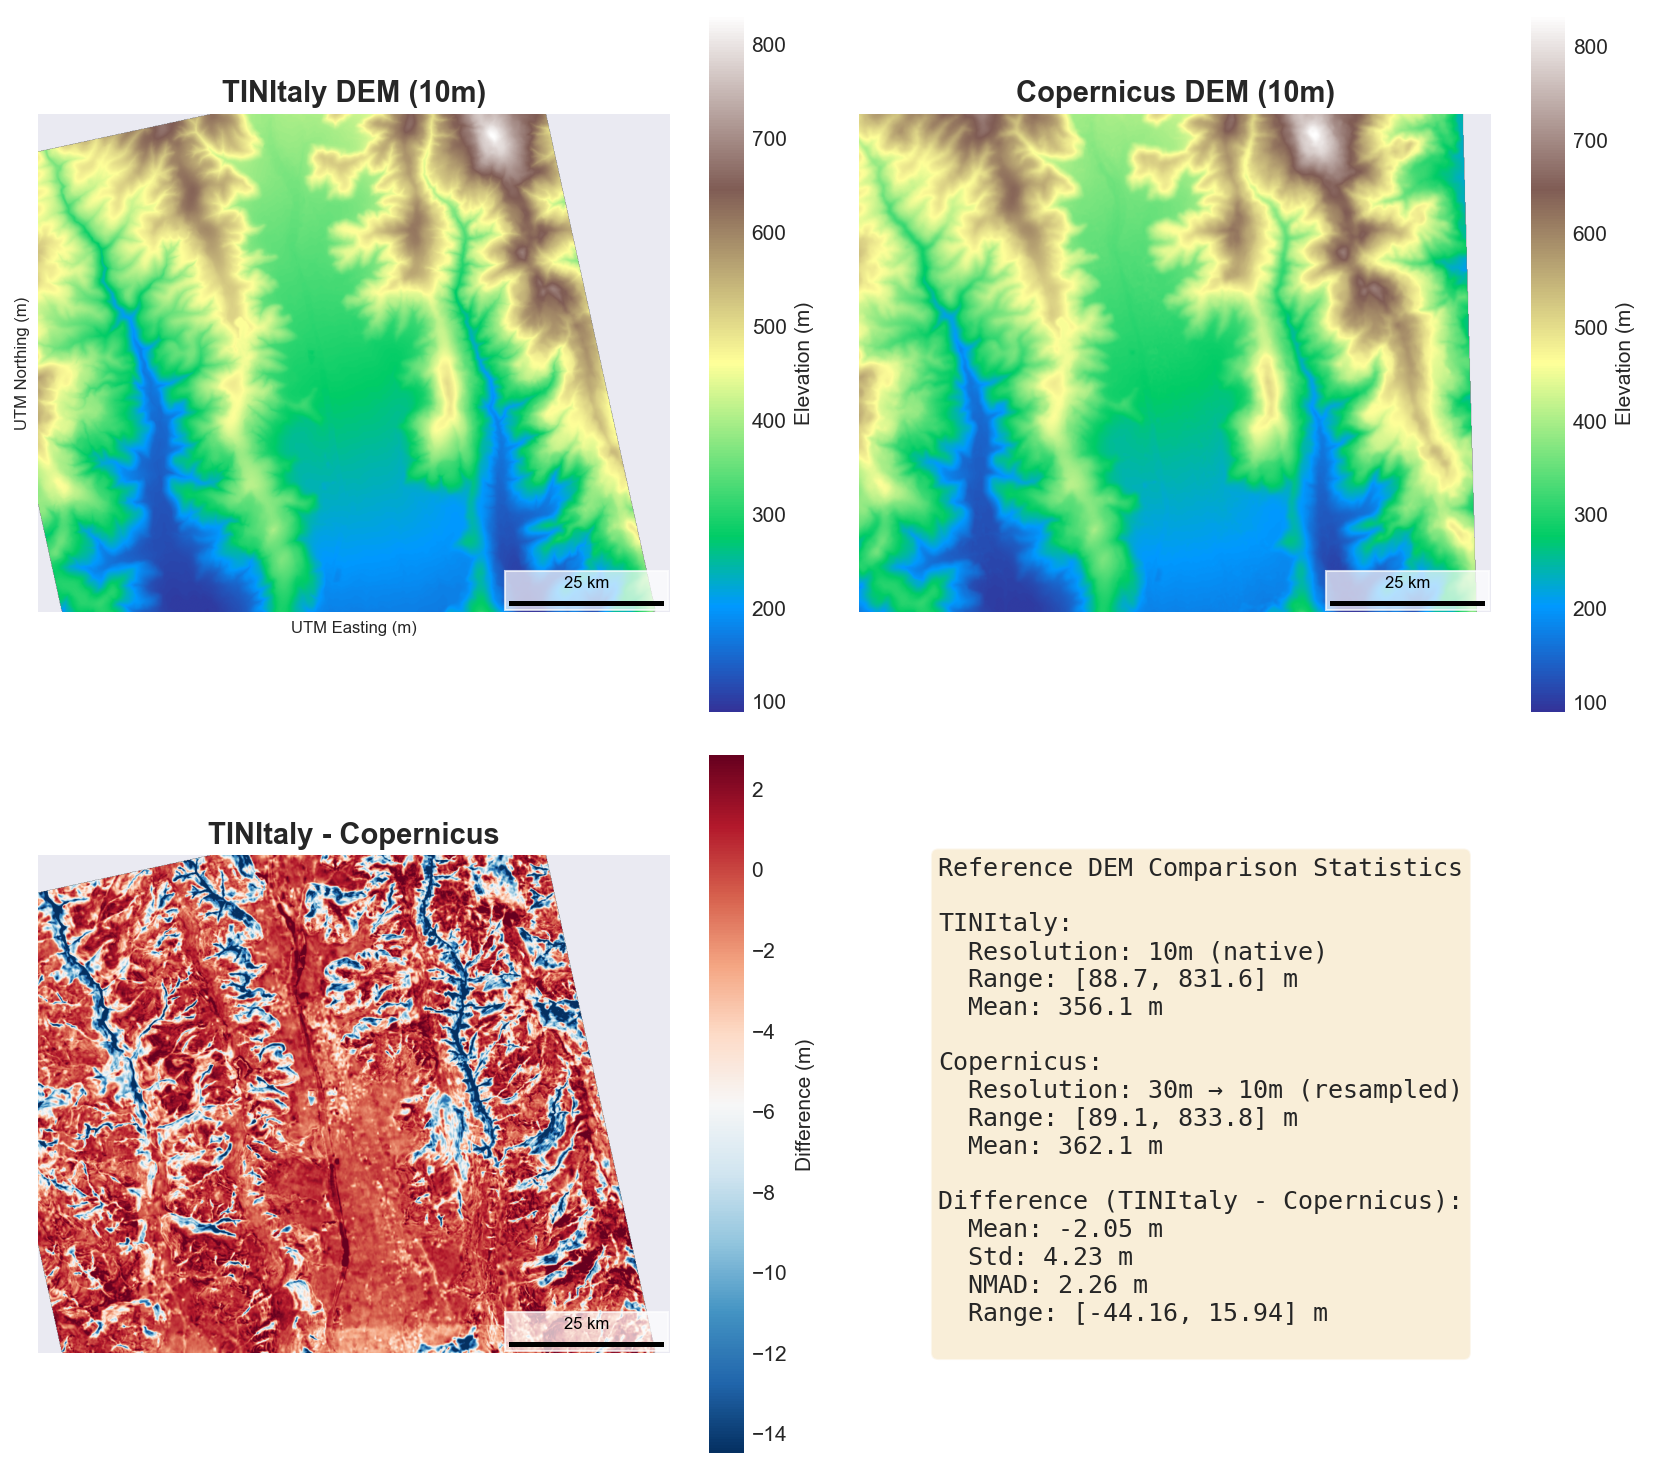 TINItaly DEM (10m)
UTM Northing (m)
25 km
UTM Easting (m)
800
700
600
500
400
300
200
100
Elevation (m)
Copernicus DEM (10m)
25 km
800
700
600
500
400
300
200
100
Elevation (m)
TINItaly - Copernicus
25 km
2
0
−2
−4
−6
−8
−10
−12
−14
Difference (m)
Reference DEM Comparison Statistics
TINItaly:
Resolution: 10m (native)
Range: [88.7, 831.6] m
Mean: 356.1 m
Copernicus:
Resolution: 30m → 10m (resampled)
Range: [89.1, 833.8] m
Mean: 362.1 m
Difference (TINItaly - Copernicus):
Mean: -2.05 m
Std: 4.23 m
NMAD: 2.26 m
Range: [-44.16, 15.94] m